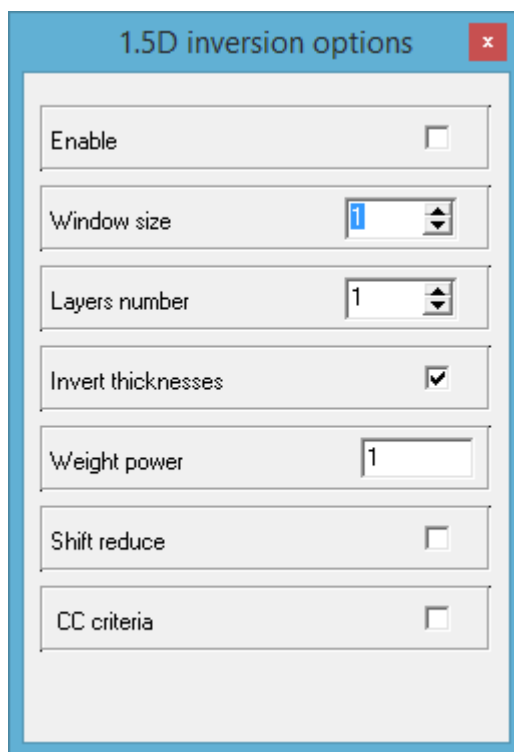 1.5D inversion options
x
Enable
Window size 1
Layers number 1
Invert thicknesses
Weight power 1
Shift reduce
CC criteria